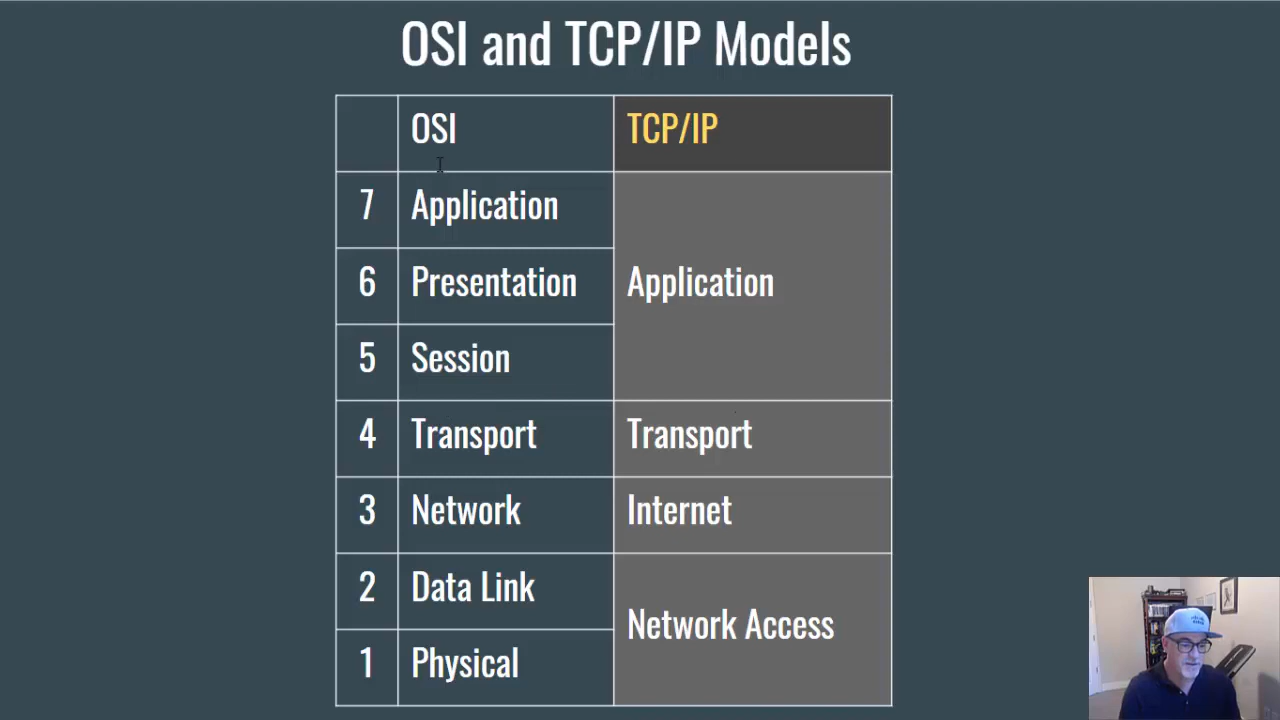 OSI and TCP/IP Models
OSI TCP/IP
7 Application
6 Presentation Application
5 Session
4 Transport Transport
3 Network Internet
2 Data Link
Network Access
1 Physical